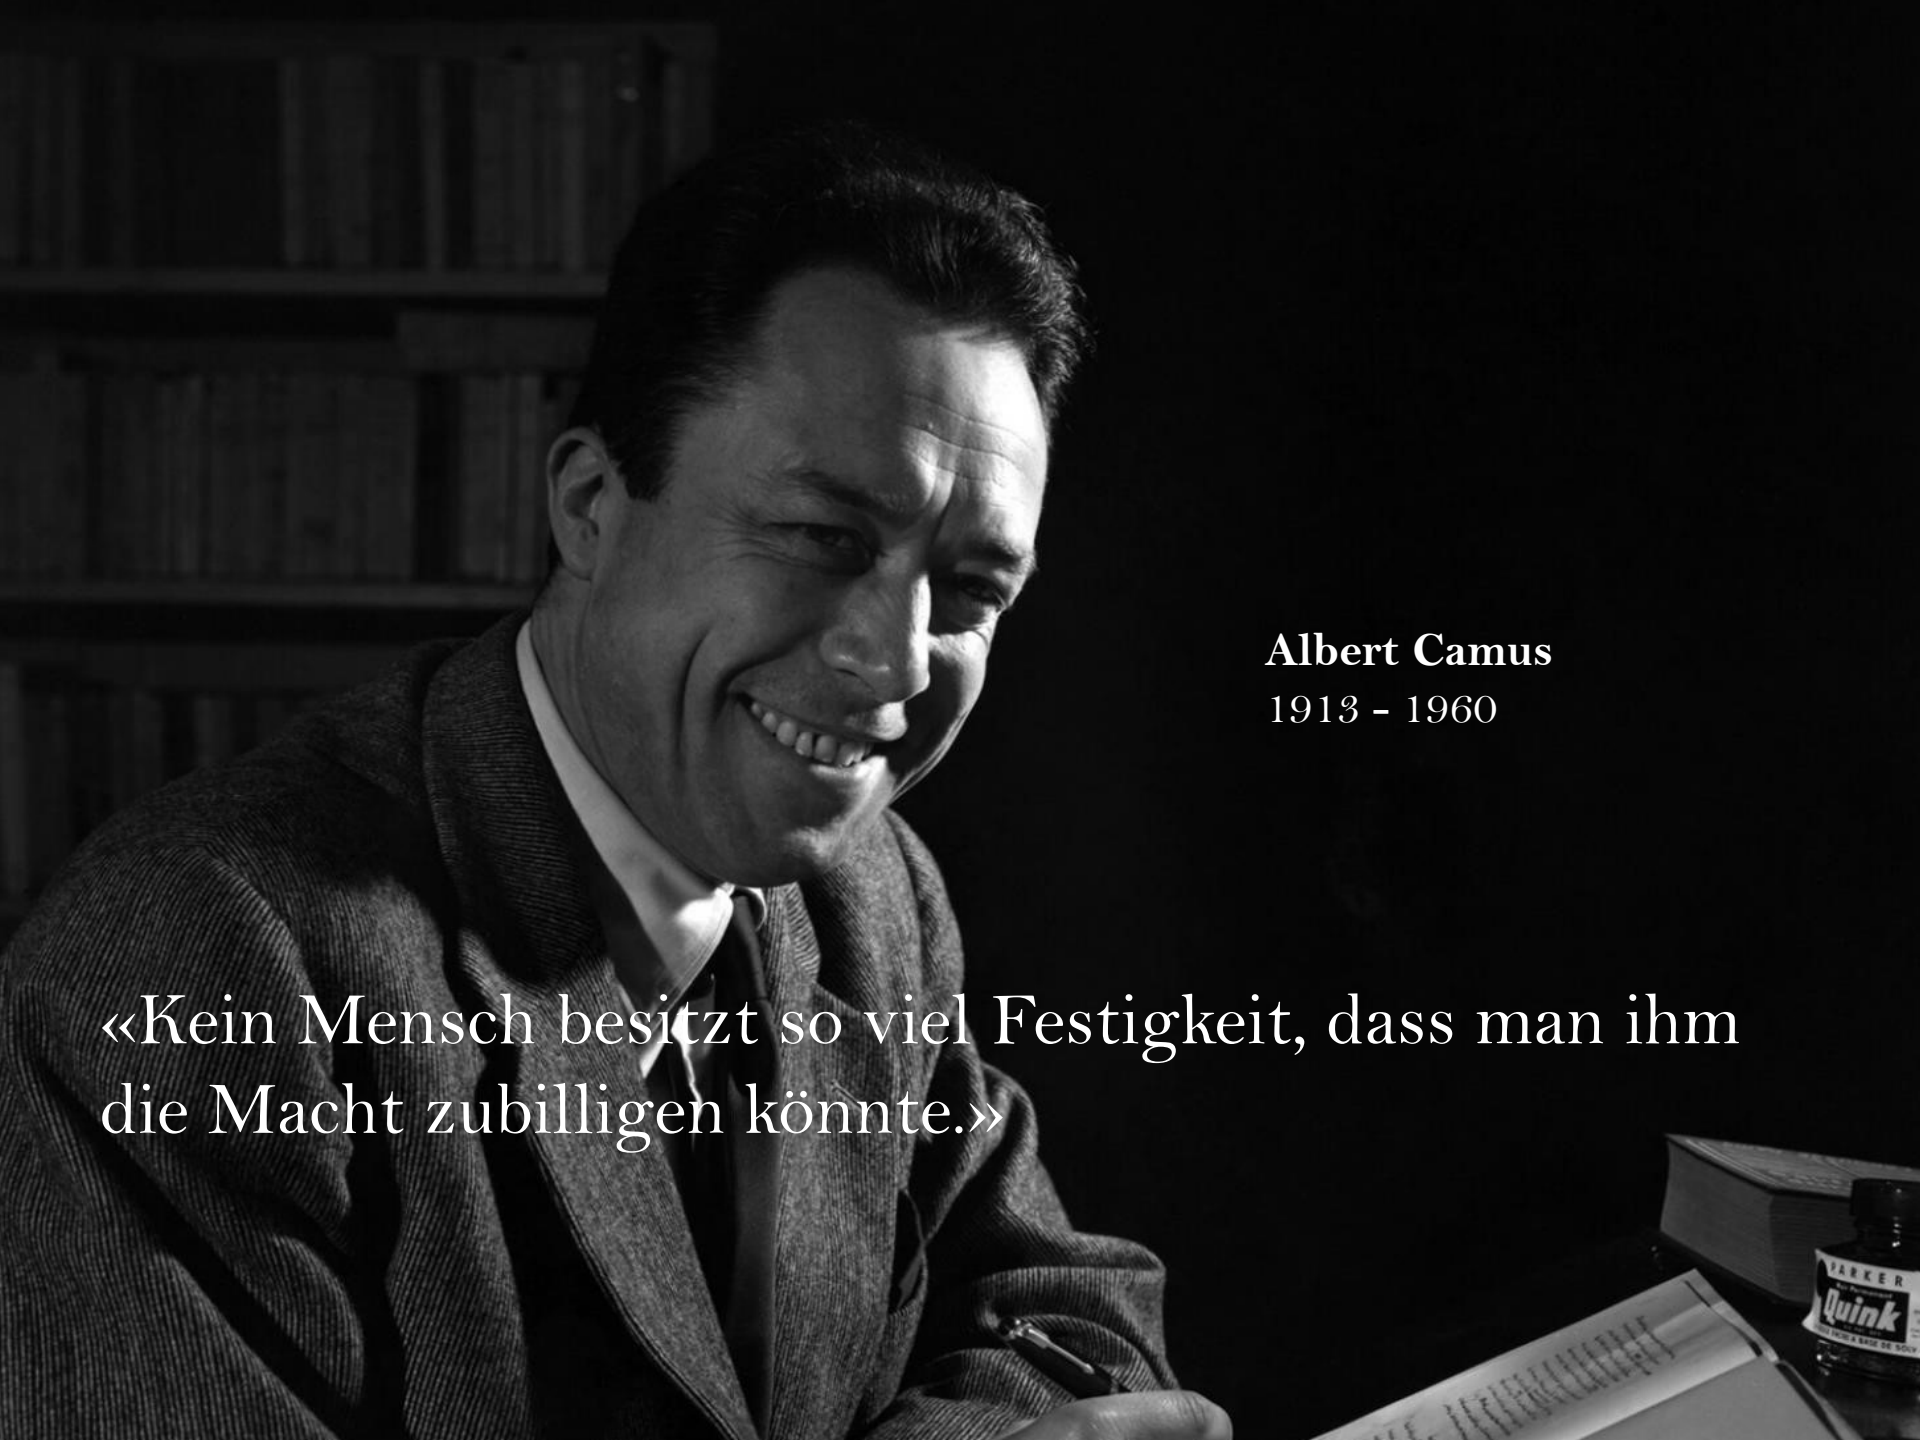 Albert Camus
1913 – 1960
«Kein Mensch besitzt so viel Festigkeit, dass man ihm
die Macht zubilligen könnte.»
PARKER
Quink